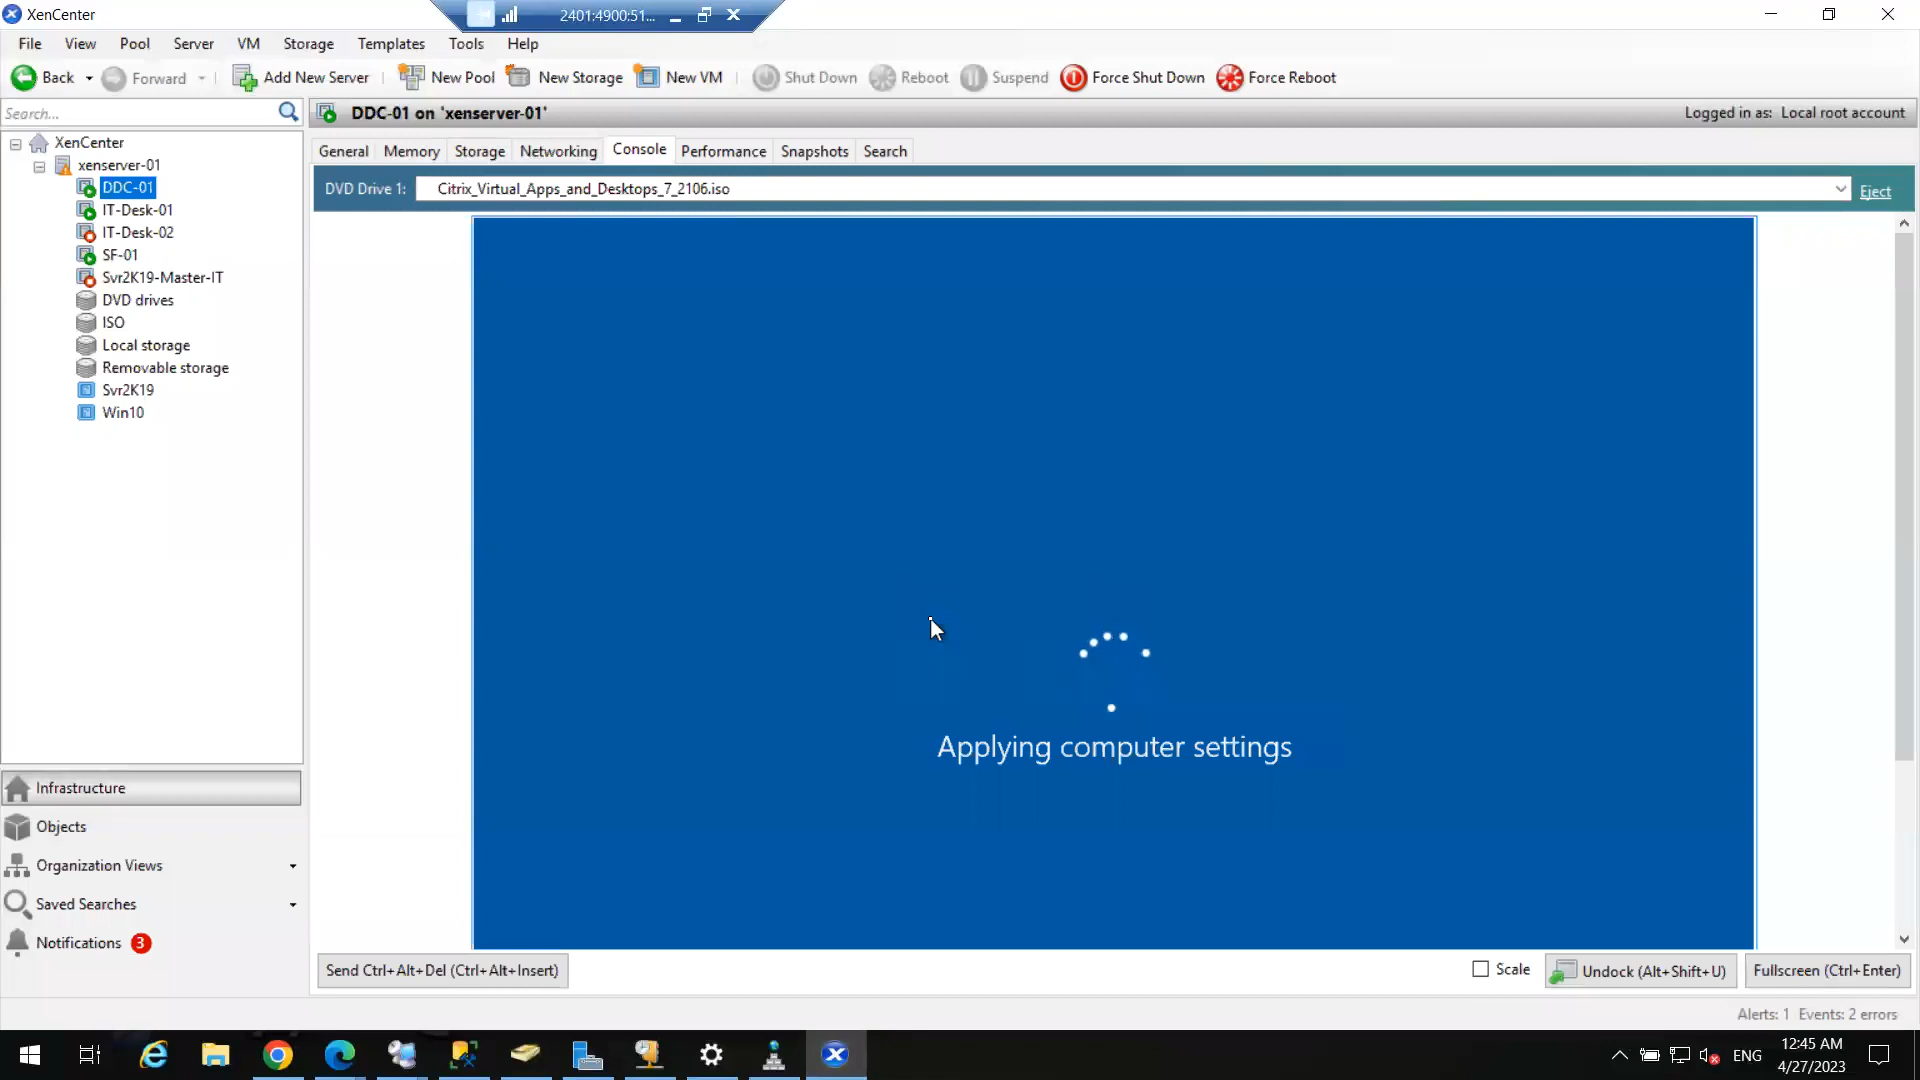 XenCenter
2401:4900:51...
File View Pool Server VM Storage Templates Tools Help
Back Forward Add New Server New Pool New Storage New VM Shut Down Reboot Suspend Force Shut Down Force Reboot
Search...
DDC-01 on 'xenserver-01'
Logged in as: Local root account
XenCenter
xenserver-01
DDC-01
IT-Desk-01
IT-Desk-02
SF-01
Svr2K19-Master-IT
DVD drives
ISO
Local storage
Removable storage
Svr2K19
Win10
General Memory Storage Networking Console Performance Snapshots Search
DVD Drive 1: Citrix_Virtual_Apps_and_Desktops_7_2106.iso Eject
Applying computer settings
Infrastructure
Objects
Organization Views
Saved Searches
Notifications 3
Send Ctrl+Alt+Del (Ctrl+Alt+Insert)
Scale
Undock (Alt+Shift+U)
Fullscreen (Ctrl+Enter)
Alerts: 1 Events: 2 errors
ENG
12:45 AM
4/27/2023